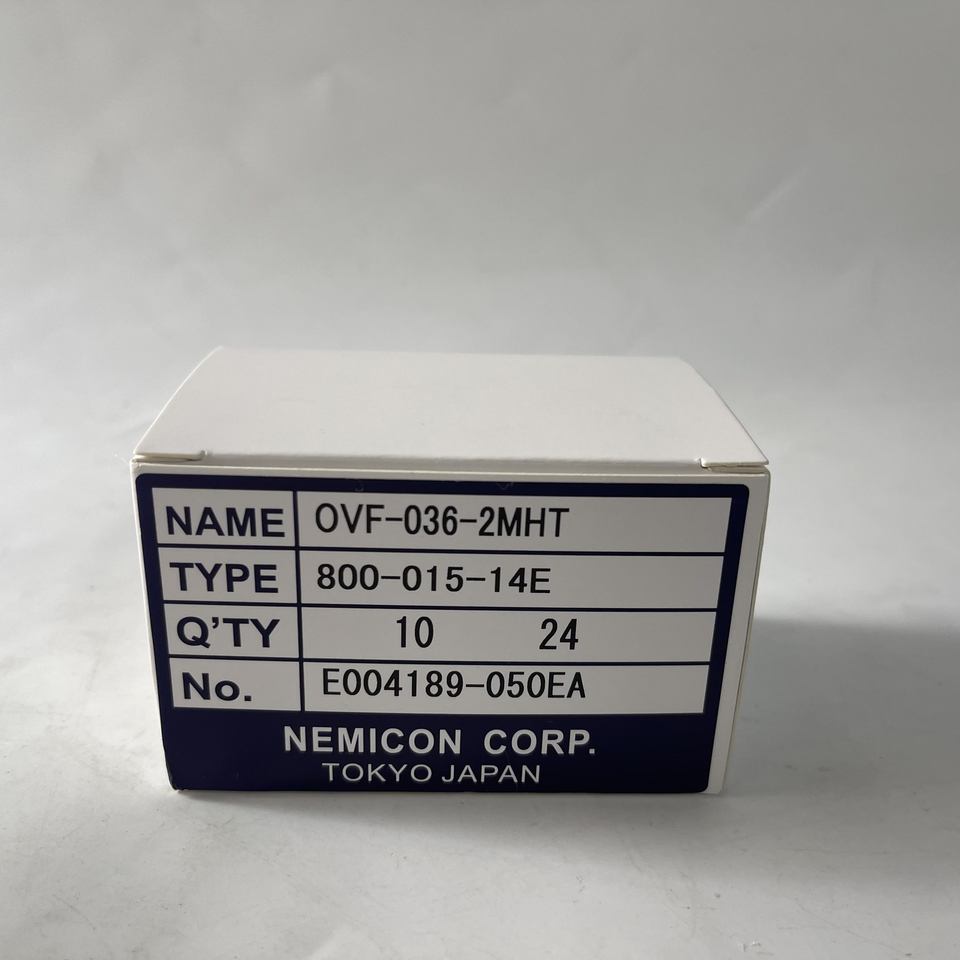 NAME OVF-036-2MHT
TYPE 800-015-14E
Q'TY 10 24
No. E004189-050EA
NEMICON CORP.
TOKYO JAPAN